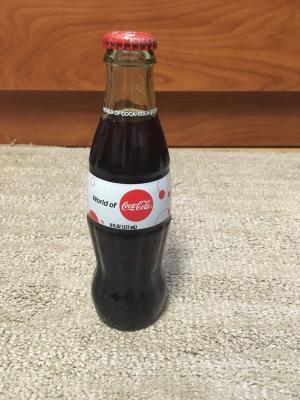 WORLD OF COCA-COLA
World of Coca-Cola
8 FL OZ (237 mL)